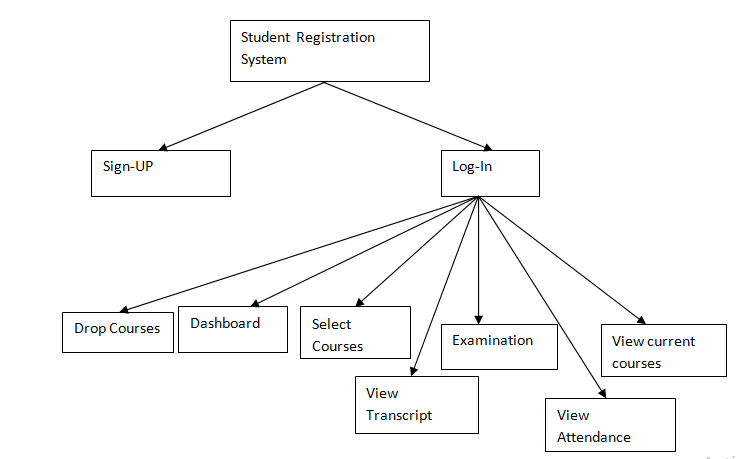 Student Registration
System
Sign-UP
Log-In
Drop Courses
Dashboard
Select
Courses
Examination
View current
courses
View
Transcript
View
Attendance